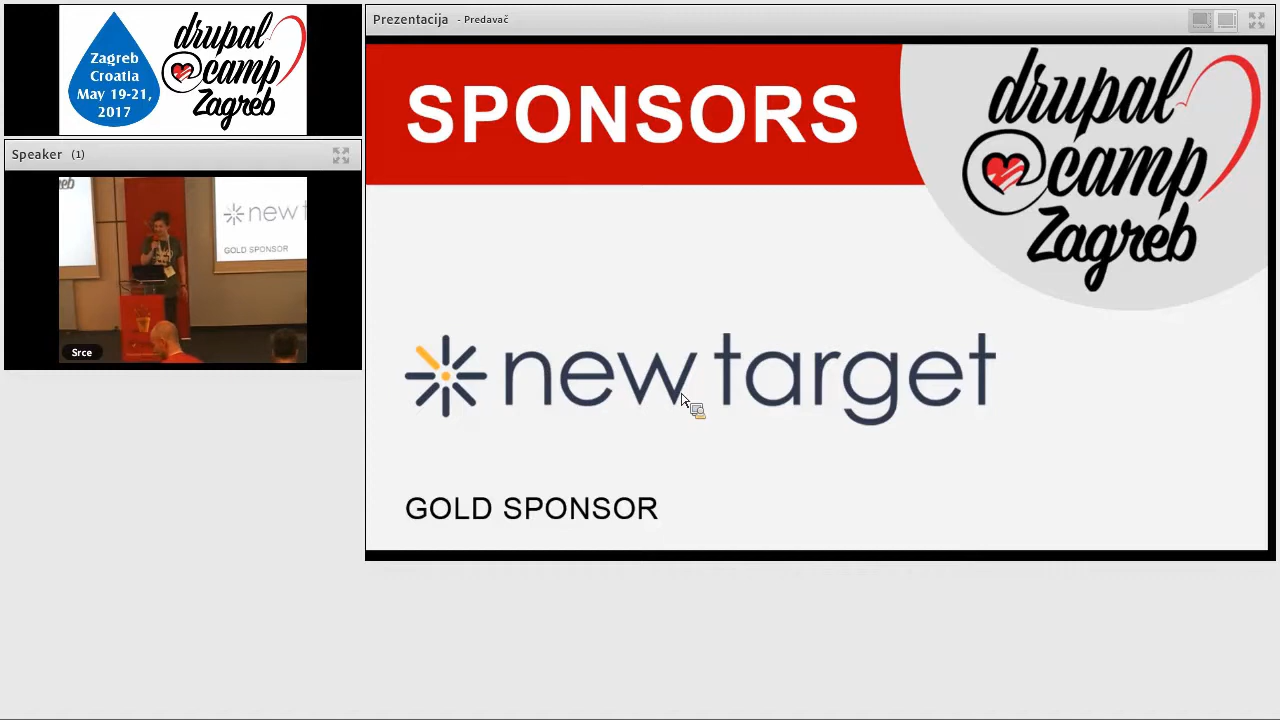 Zagreb
Croatia
May 19-21,
2017
drupal
@camp
Zagreb
Speaker (1)
new t
GOLD SPONSOR
Srce
Prezentacija - Predavač
SPONSORS
drupal
@camp
Zagreb
new target
GOLD SPONSOR